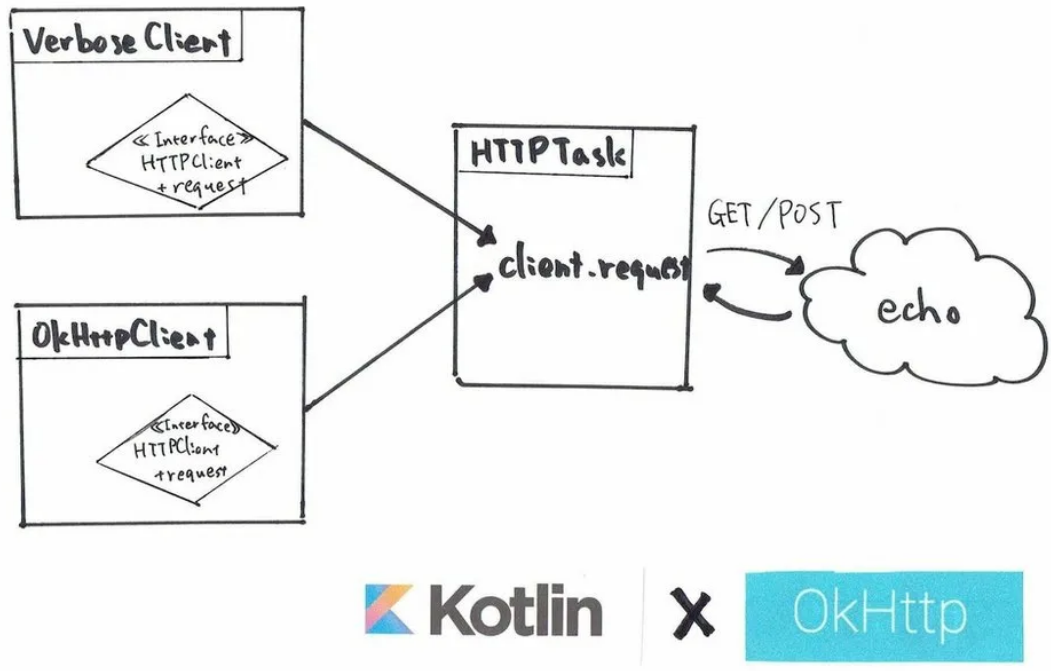 Verbose Client
≪Interface≫
HTTPClient
+request
HTTPTask
client.request
GET/POST
echo
OkHttpClient
≪Interface≫
HTTPClient
+request
Kotlin X OkHttp